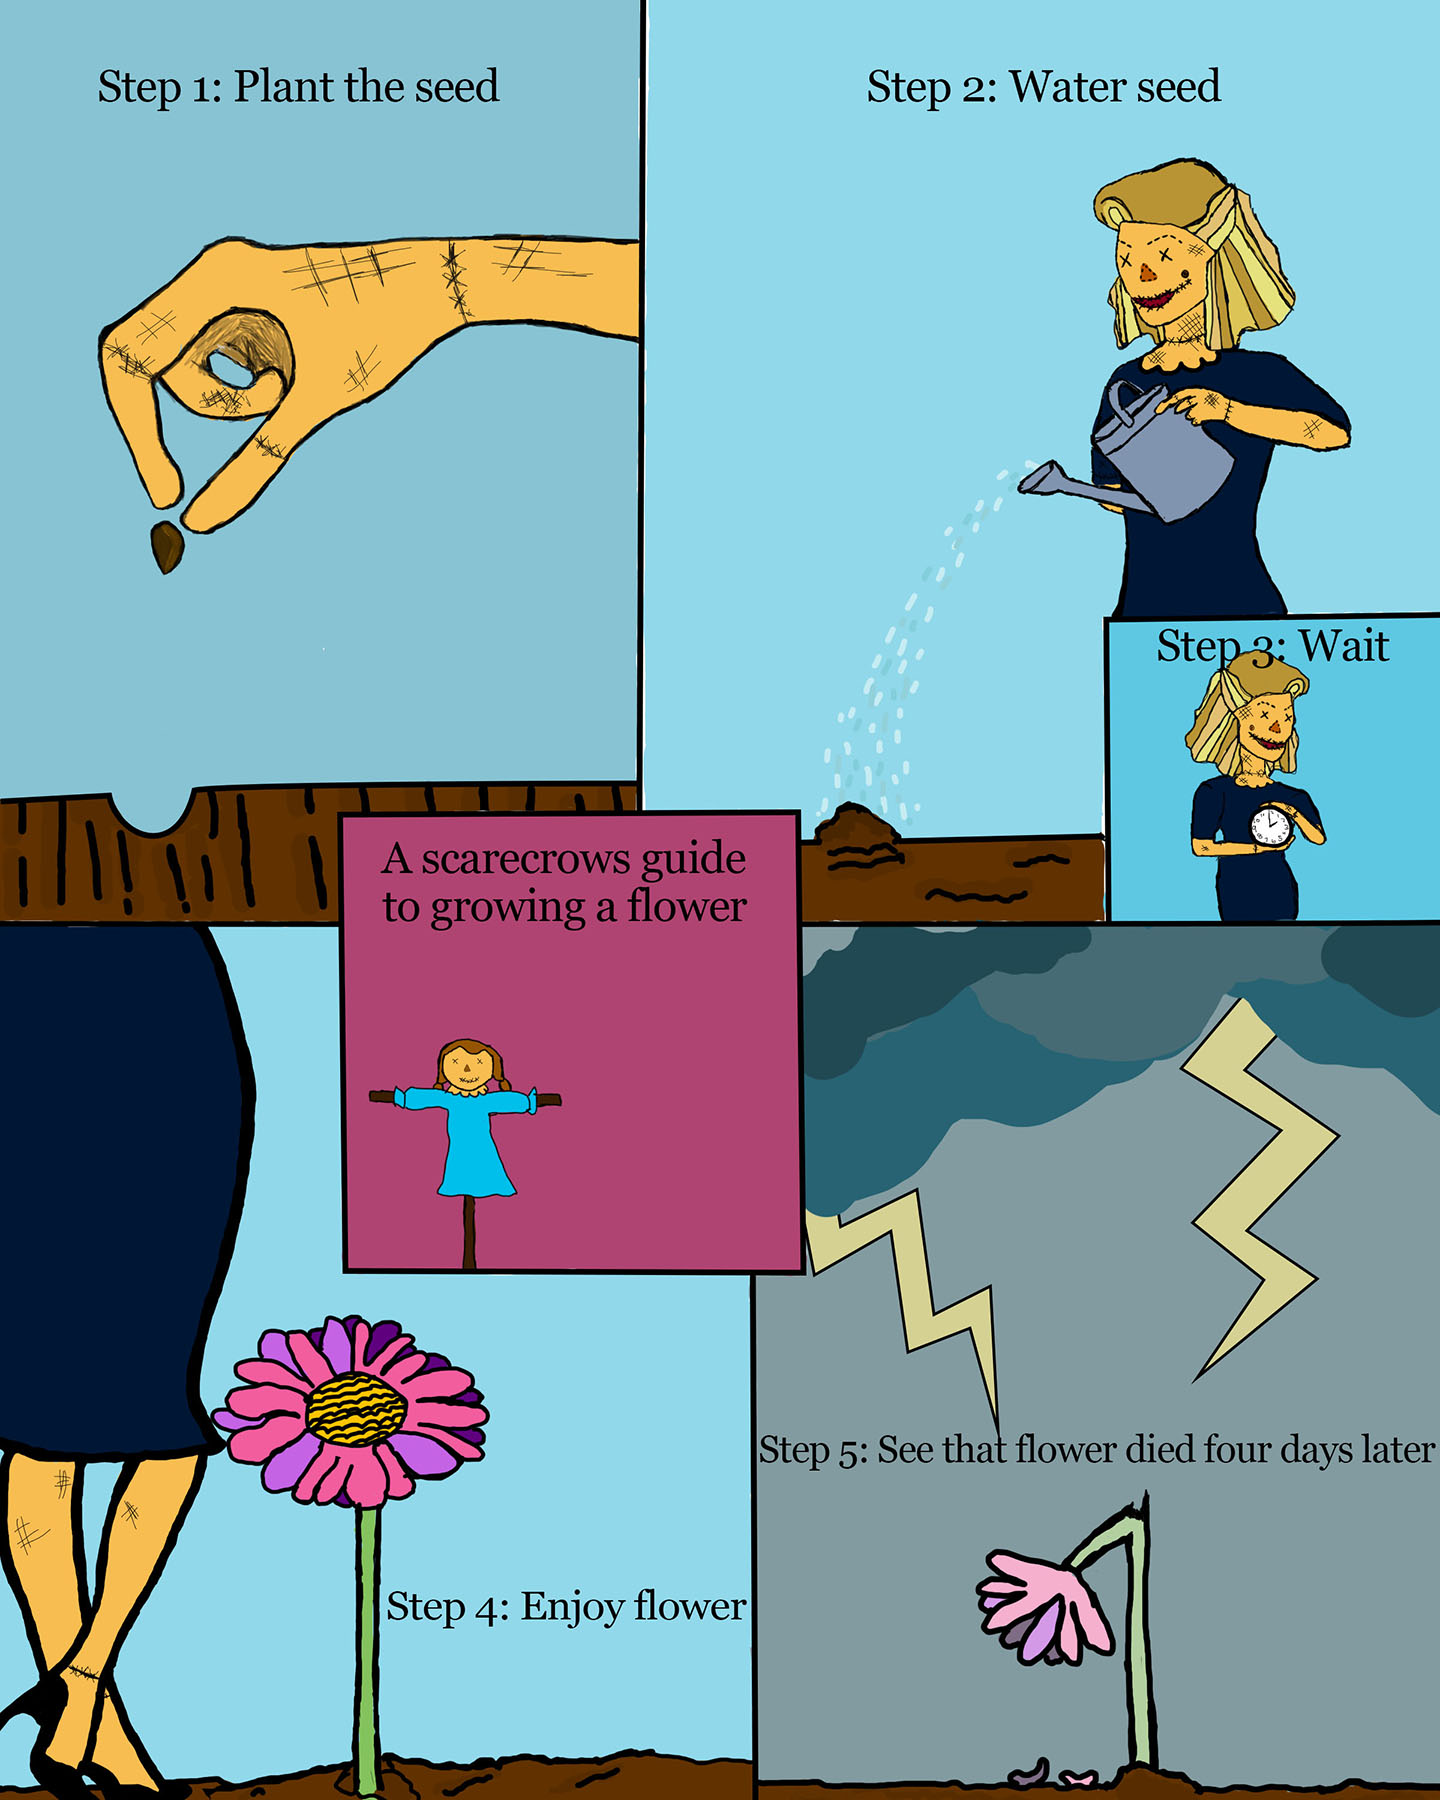 Step 1: Plant the seed
Step 2: Water seed
Step 3: Wait
A scarecrows guide
to growing a flower
Step 4: Enjoy flower
Step 5: See that flower died four days later